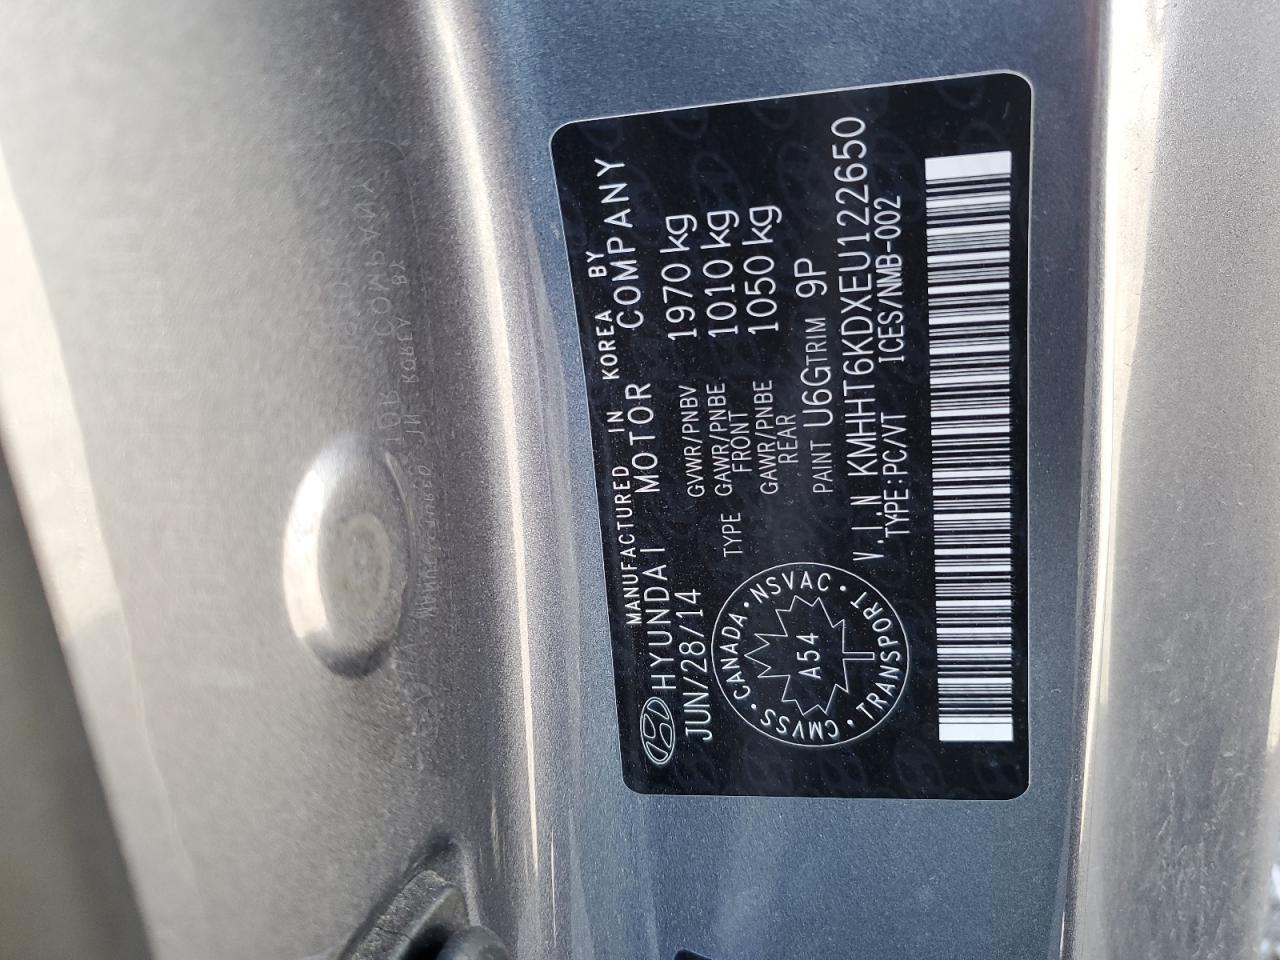 MANUFACTURED IN KOREA BY
HYUNDAI MOTOR COMPANY
JUN/28/14
GVWR/PNBV 1970 kg
TYPE GAWR/PNBE FRONT 1010 kg
GAWR/PNBE REAR 1050 kg
PAINT U6G TRIM 9P
CMVSS · CANADA · NSVAC · TRANSPORT ·
A54
V.I.N KMHHT6KDXEU122650
TYPE:PC/VT ICES/NMB-002